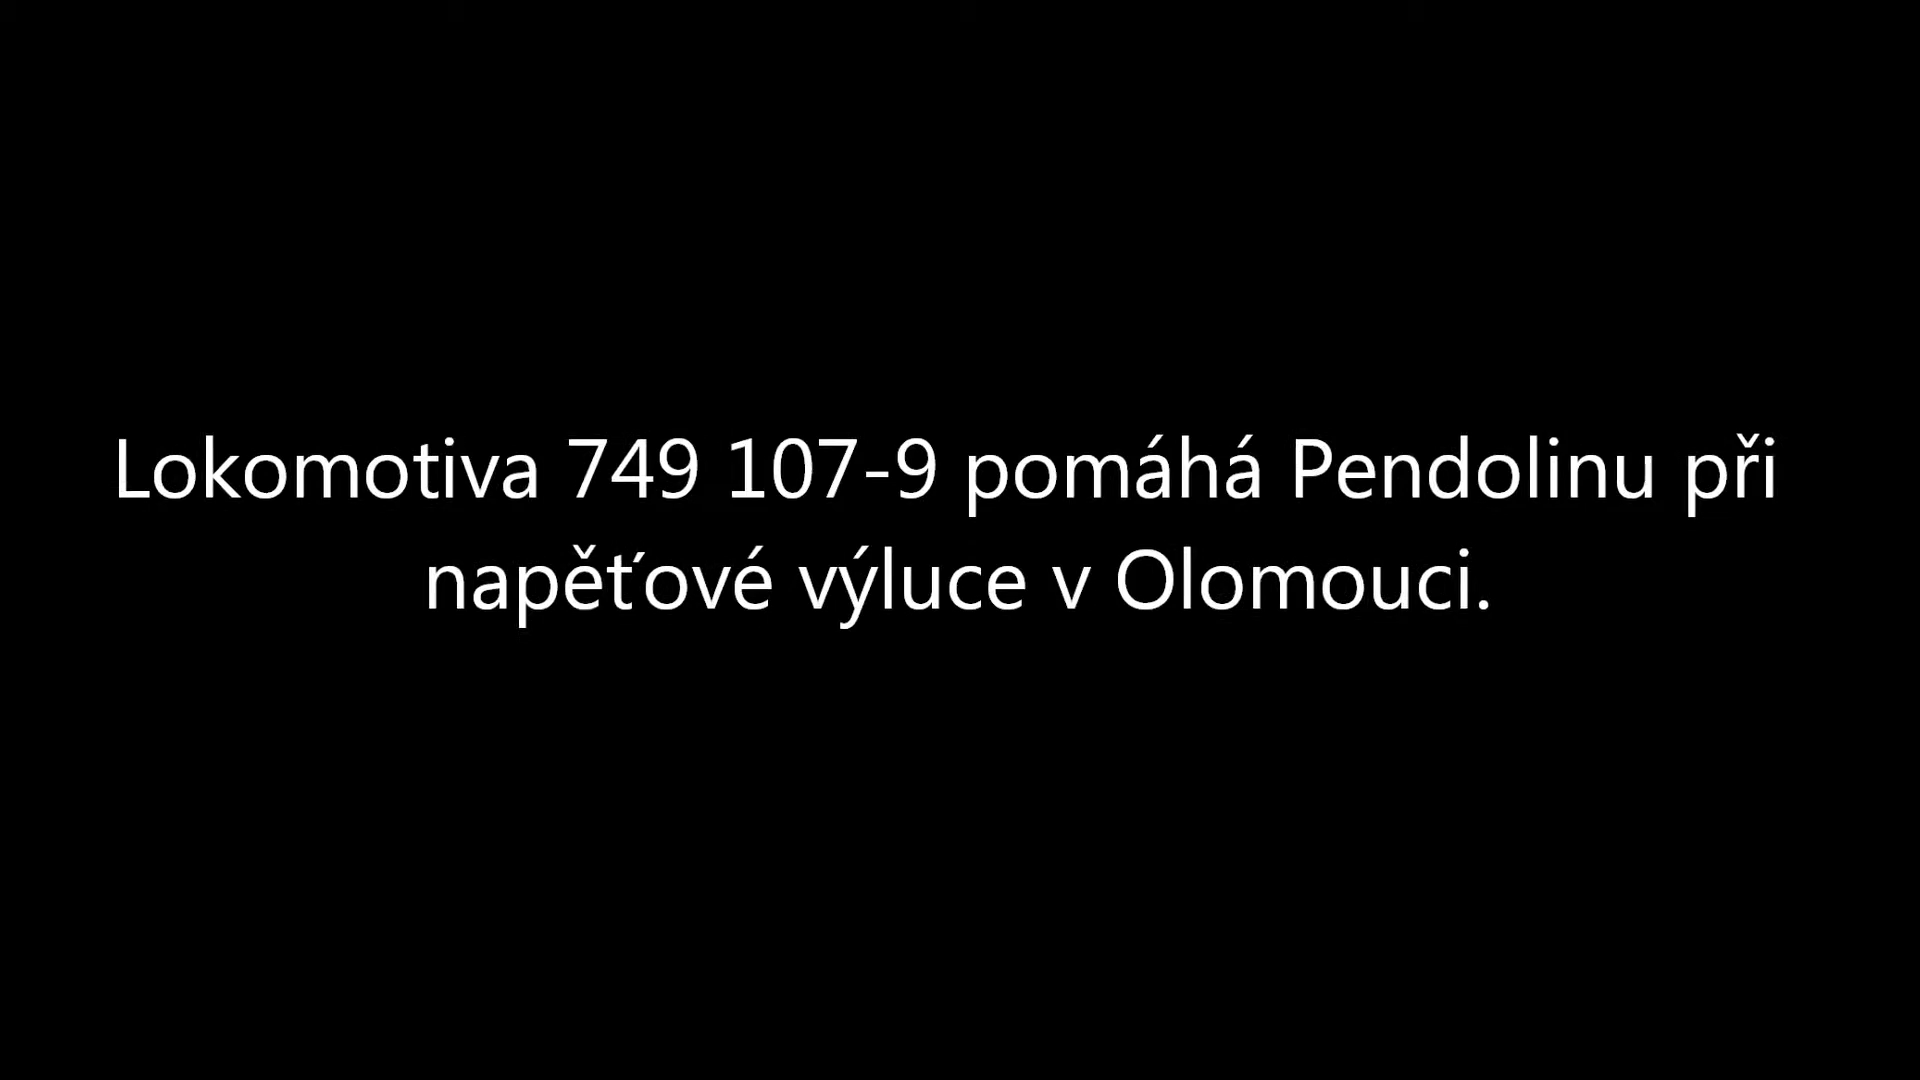 Lokomotiva 749 107-9 pomáhá Pendolinu při
napěťové výluce v Olomouci.